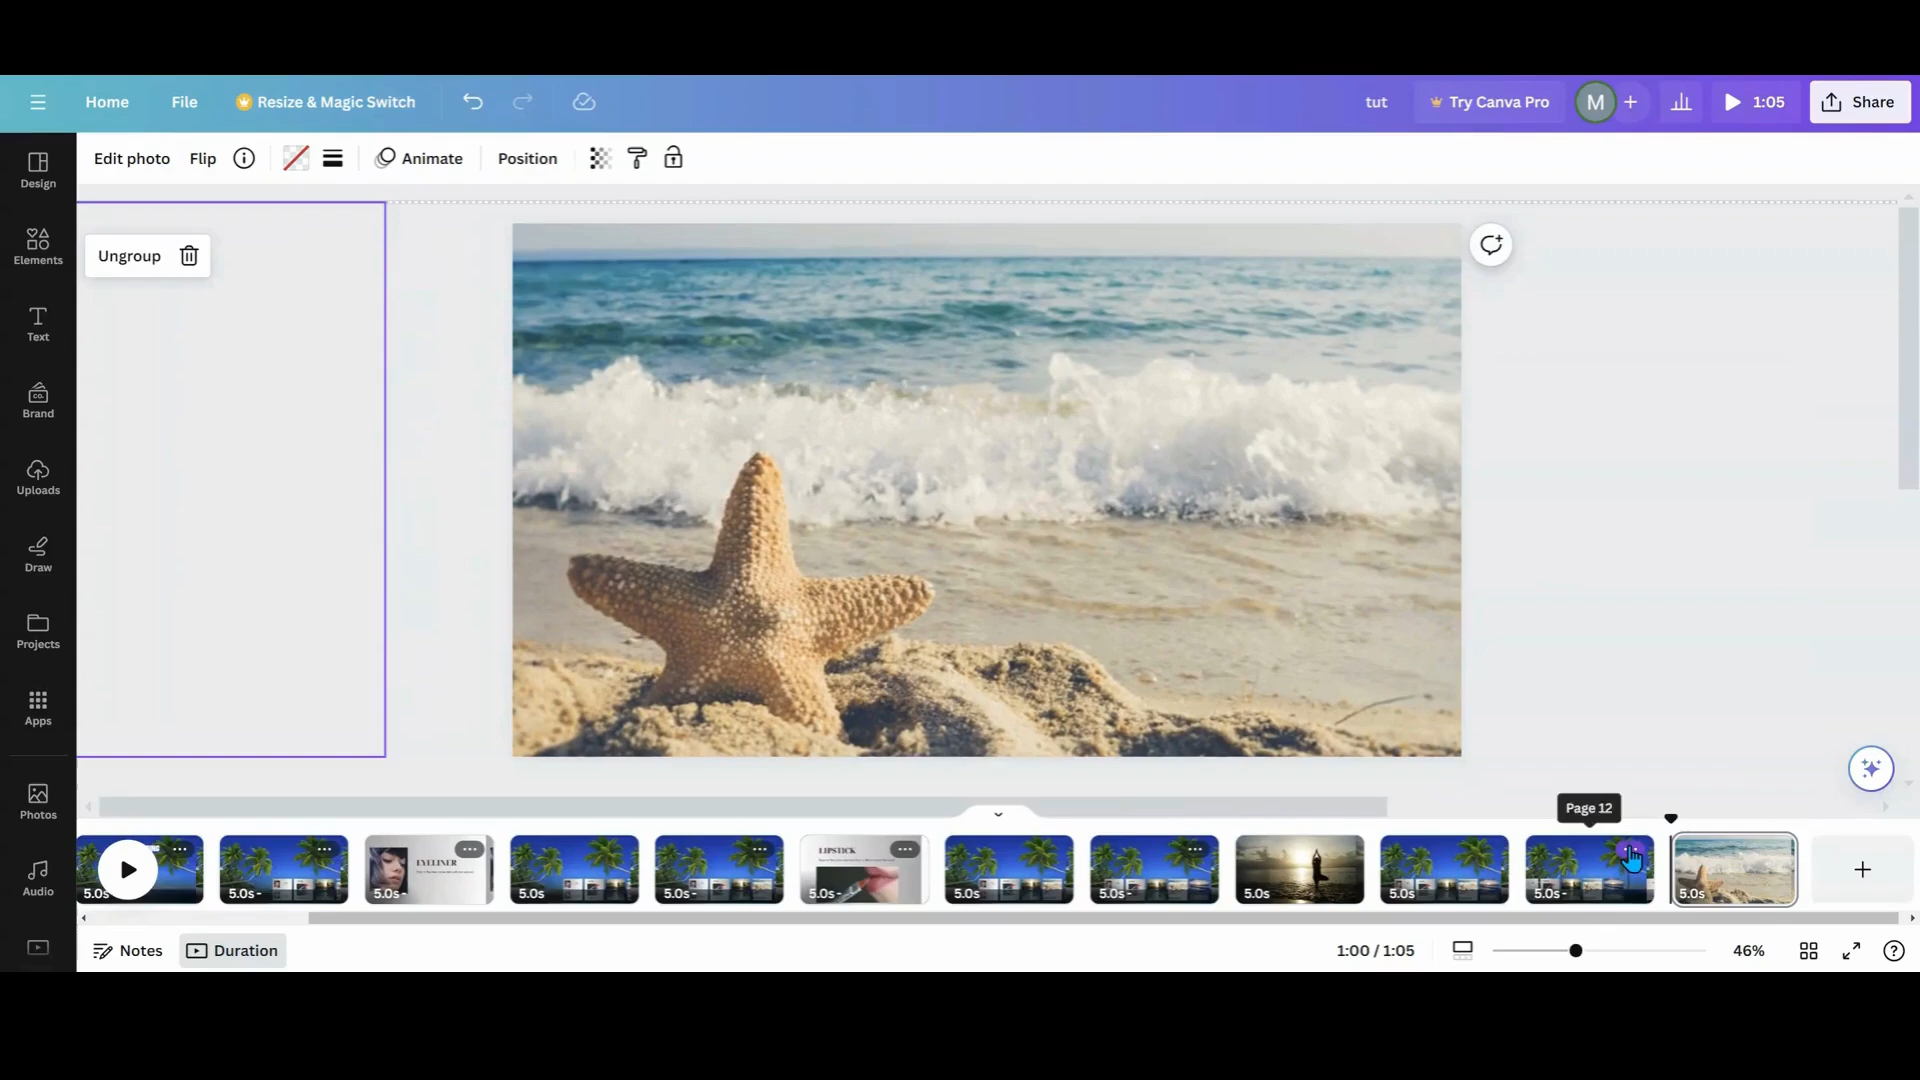 Home File Resize & Magic Switch tut Try Canva Pro M + 1:05 Share
Edit photo Flip Animate Position
Design
Elements
Text
Brand
Uploads
Draw
Projects
Apps
Photos
Audio
Ungroup
Page 12
EYELINER
LIPSTICK
5.0s 5.0s- 5.0s- 5.0s 5.0s- 5.0s- 5.0s 5.0s- 5.0s 5.0s 5.0s- 5.0s
Notes Duration 1:00 / 1:05 46%